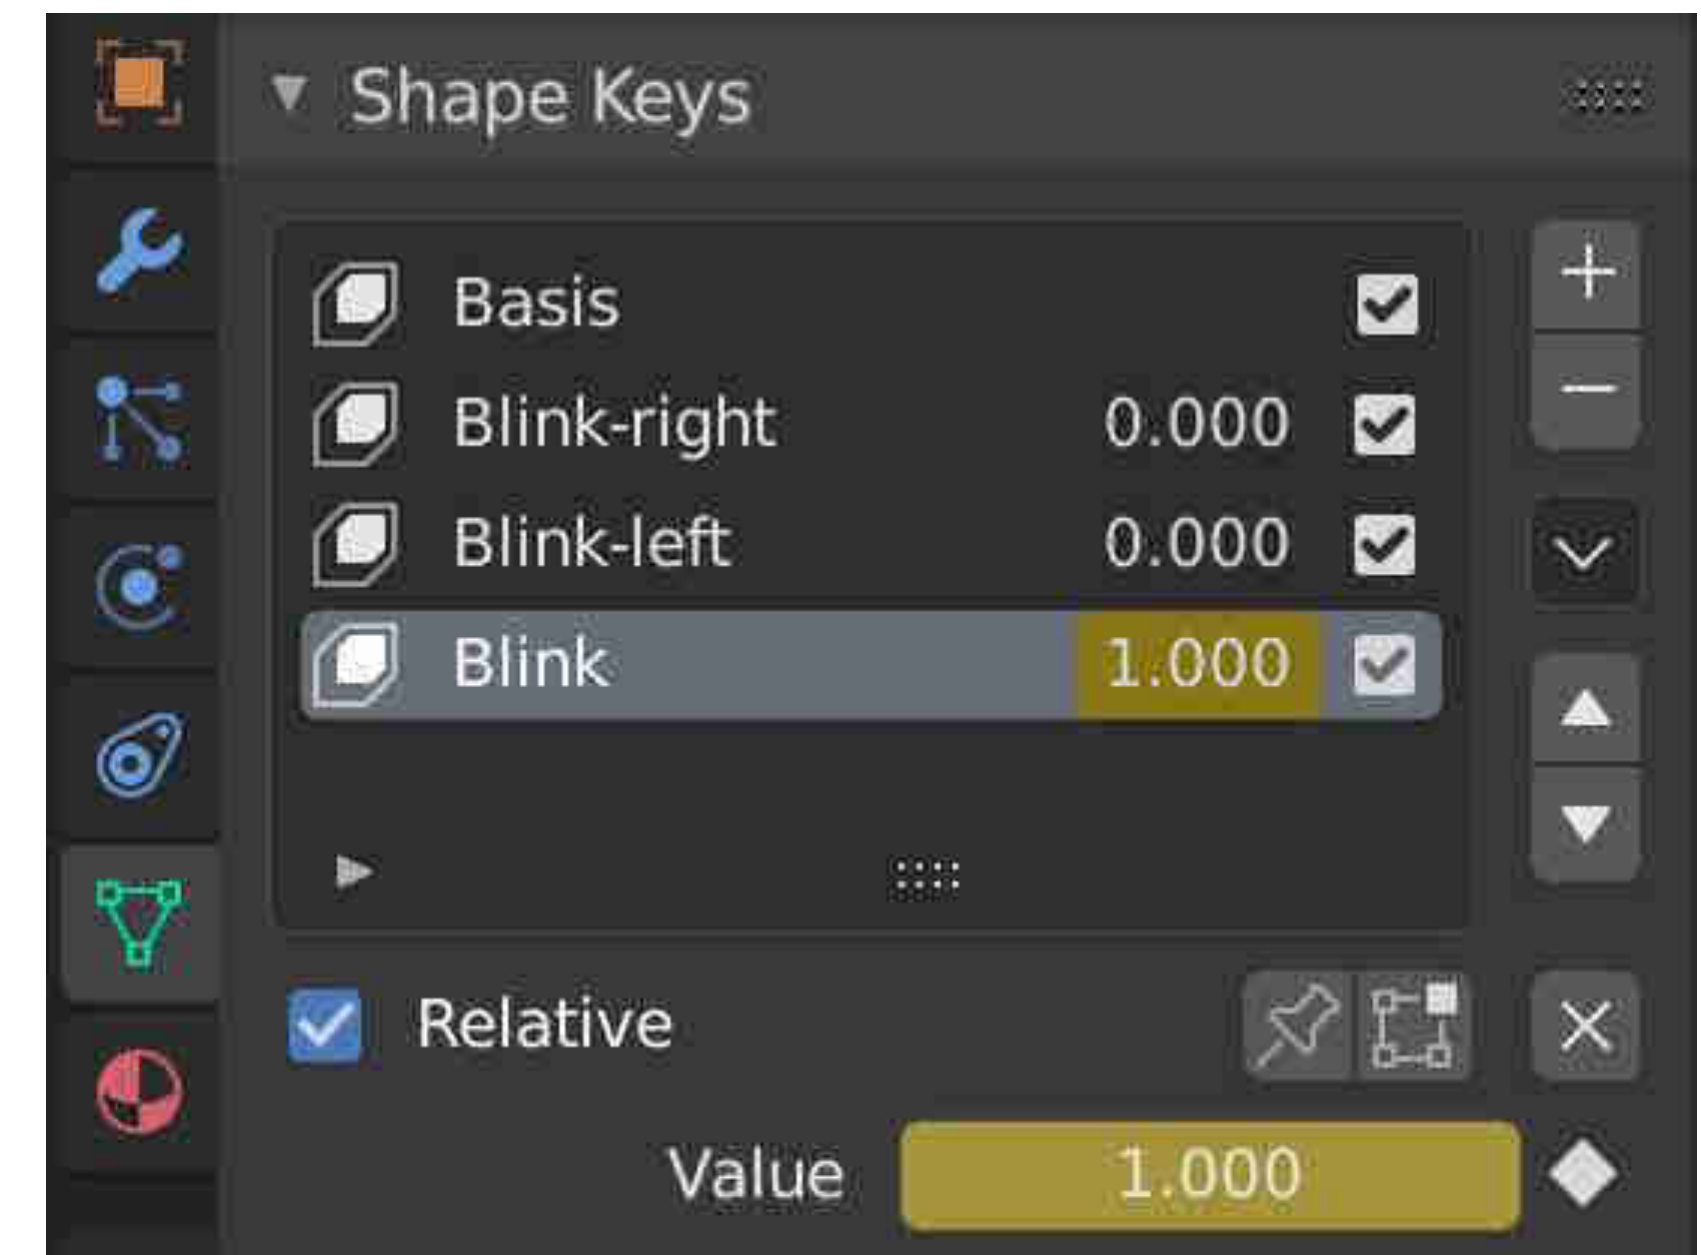 Shape Keys
Basis
Blink-right 0.000
Blink-left 0.000
Blink 1.000
Relative
Value 1.000